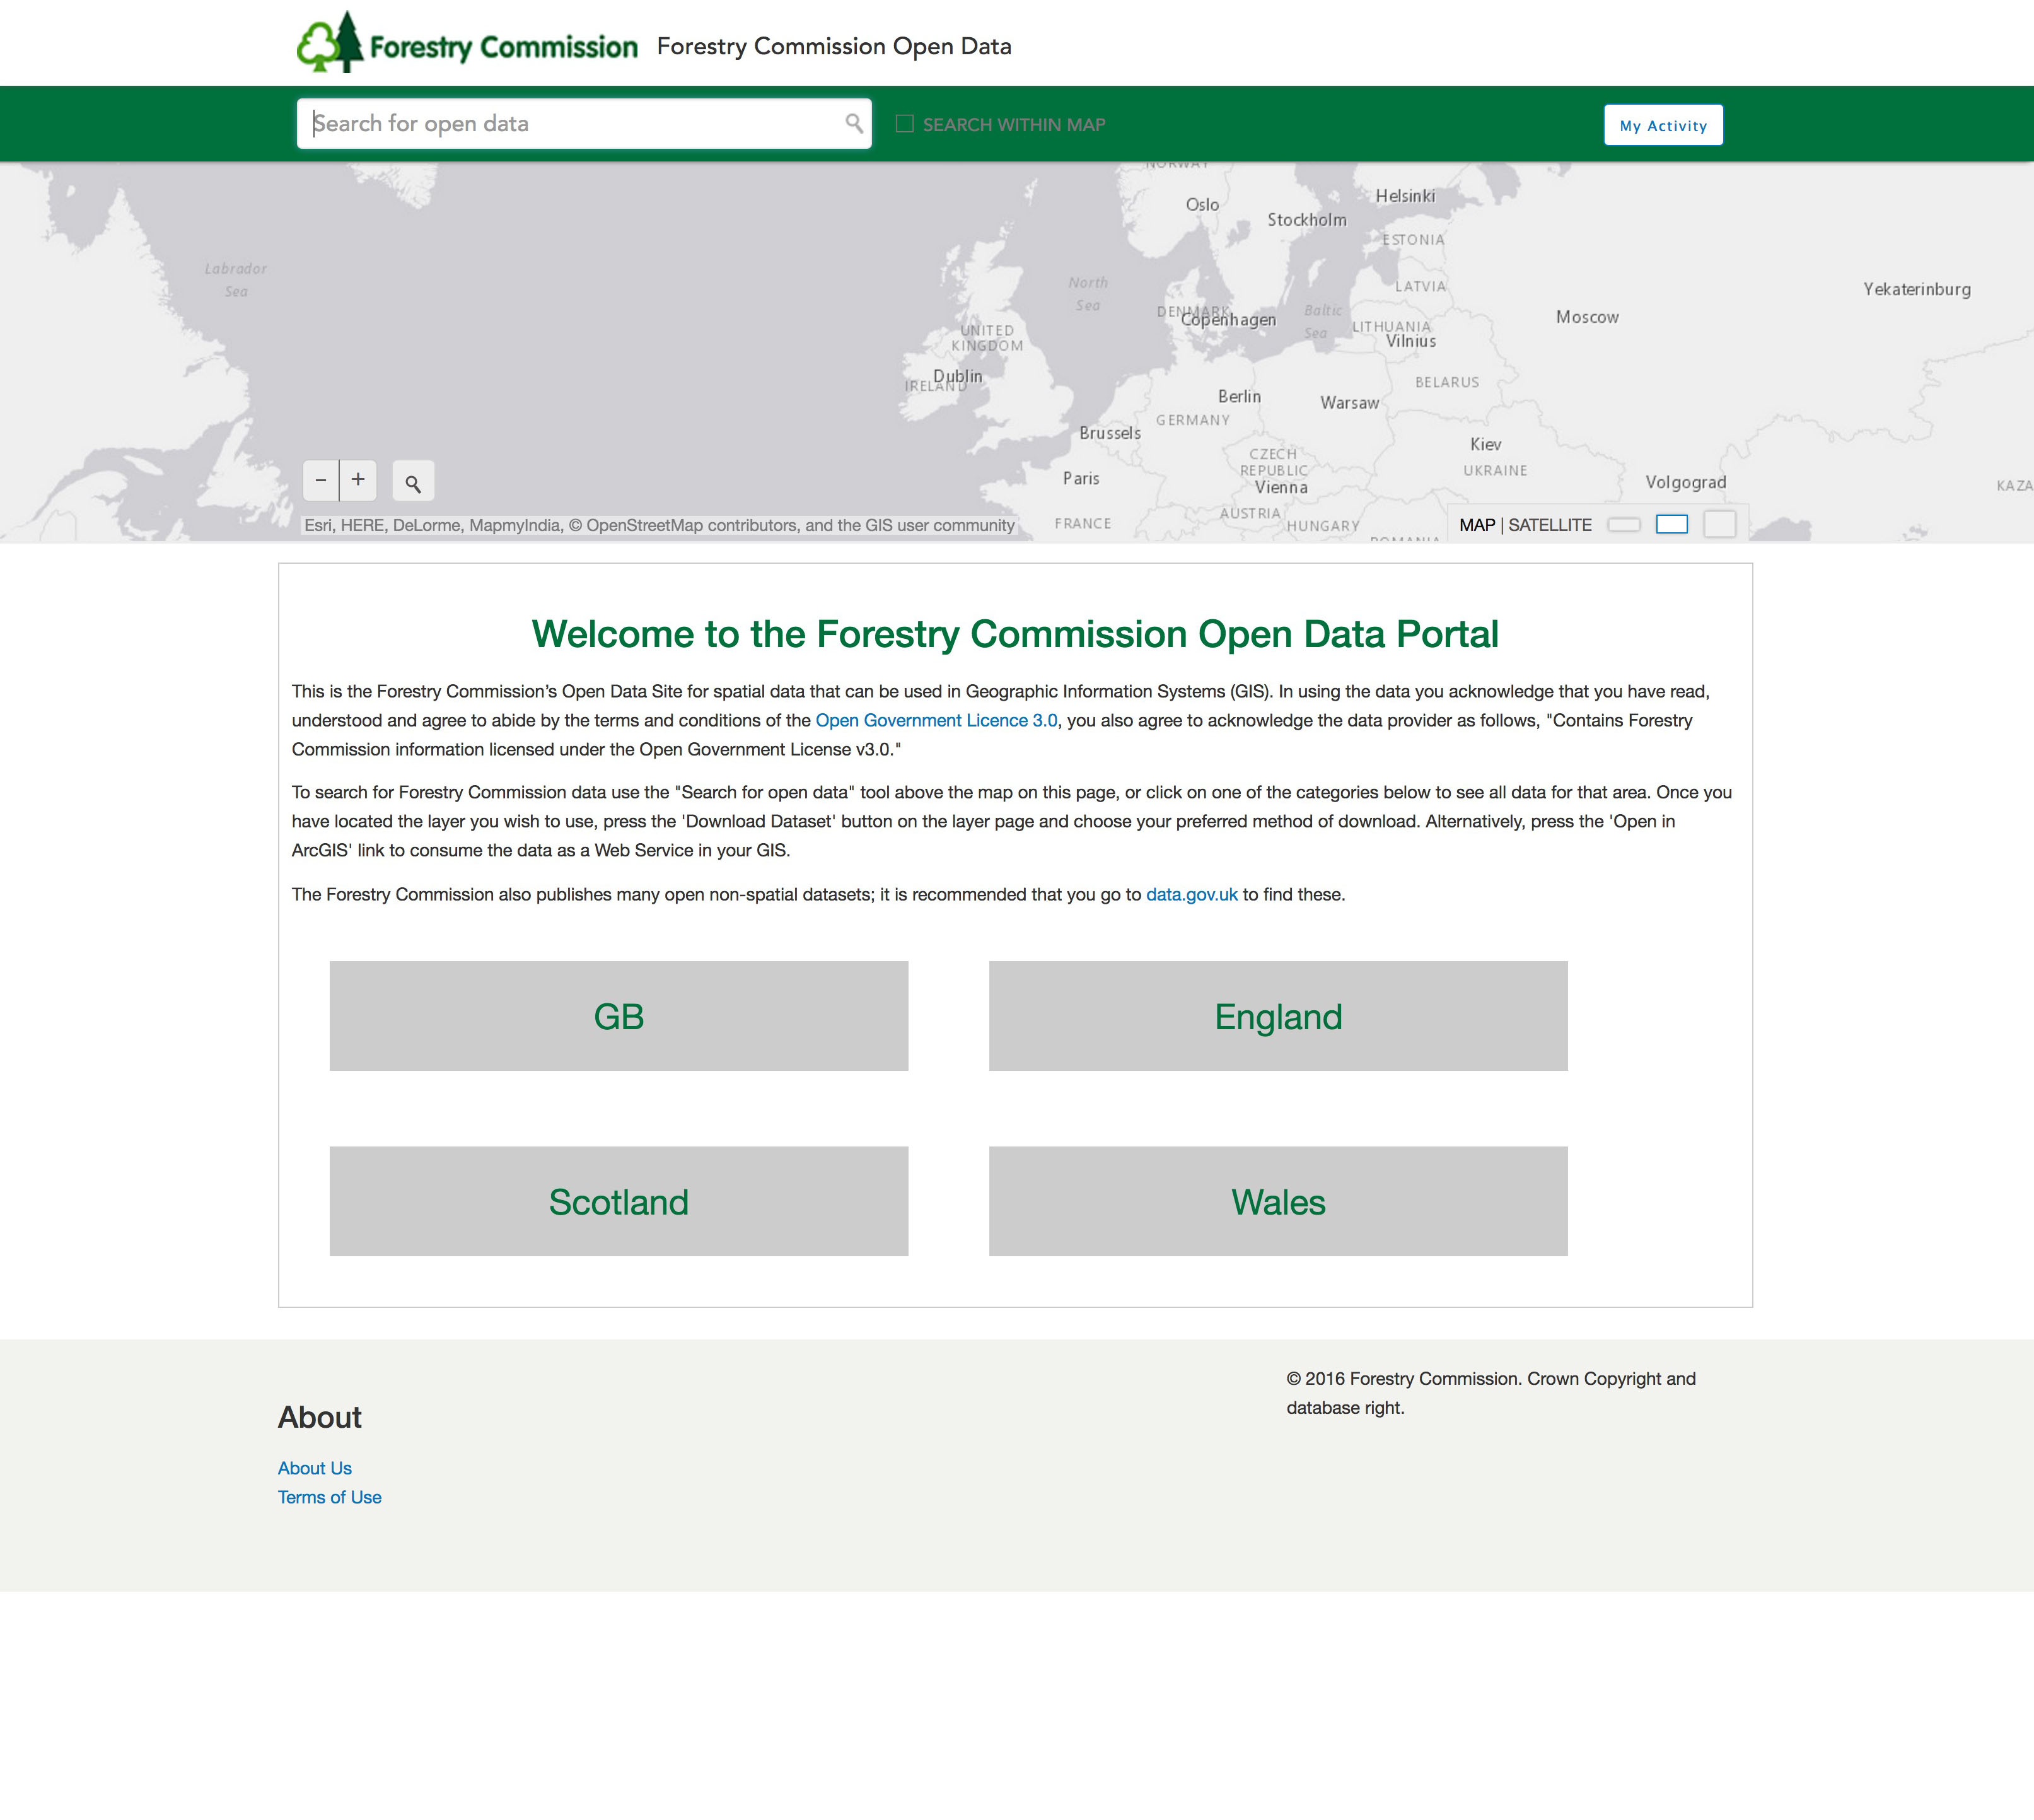 Forestry Commission Forestry Commission Open Data
Search for open data SEARCH WITHIN MAP My Activity
NORWAY
Helsinki
Oslo
Stockholm
ESTONIA
Labrador
Sea
North
Sea
LATVIA
Yekaterinburg
DENMARK
Copenhagen
Baltic
Sea
Moscow
LITHUANIA
Vilnius
UNITED
KINGDOM
Dublin
IRELAND
BELARUS
Berlin
Warsaw
GERMANY
Brussels
Kiev
CZECH
REPUBLIC
UKRAINE
Paris
Vienna
Volgograd
KAZA
AUSTRIA
FRANCE
HUNGARY
ROMANIA
− +
Esri, HERE, DeLorme, MapmyIndia, © OpenStreetMap contributors, and the GIS user community
MAP | SATELLITE
Welcome to the Forestry Commission Open Data Portal
This is the Forestry Commission’s Open Data Site for spatial data that can be used in Geographic Information Systems (GIS). In using the data you acknowledge that you have read,
understood and agree to abide by the terms and conditions of the Open Government Licence 3.0, you also agree to acknowledge the data provider as follows, "Contains Forestry
Commission information licensed under the Open Government License v3.0."
To search for Forestry Commission data use the "Search for open data" tool above the map on this page, or click on one of the categories below to see all data for that area. Once you
have located the layer you wish to use, press the 'Download Dataset' button on the layer page and choose your preferred method of download. Alternatively, press the 'Open in
ArcGIS' link to consume the data as a Web Service in your GIS.
The Forestry Commission also publishes many open non-spatial datasets; it is recommended that you go to data.gov.uk to find these.
GB
England
Scotland
Wales
© 2016 Forestry Commission. Crown Copyright and
database right.
About
About Us
Terms of Use